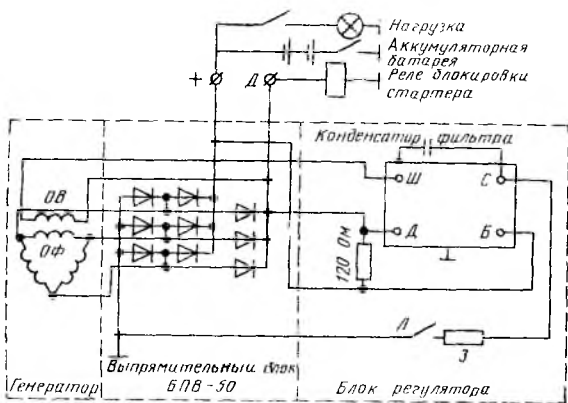 Нагрузка
Аккумуляторная
батарея
+ Д
Реле блокировки
стартера
Конденсатор фильтра
Ш С
ОВ
Д Б
ОФ
120 Ом
Л
З
Выпрямительный блок
БПВ-50
Генератор
Блок регулятора